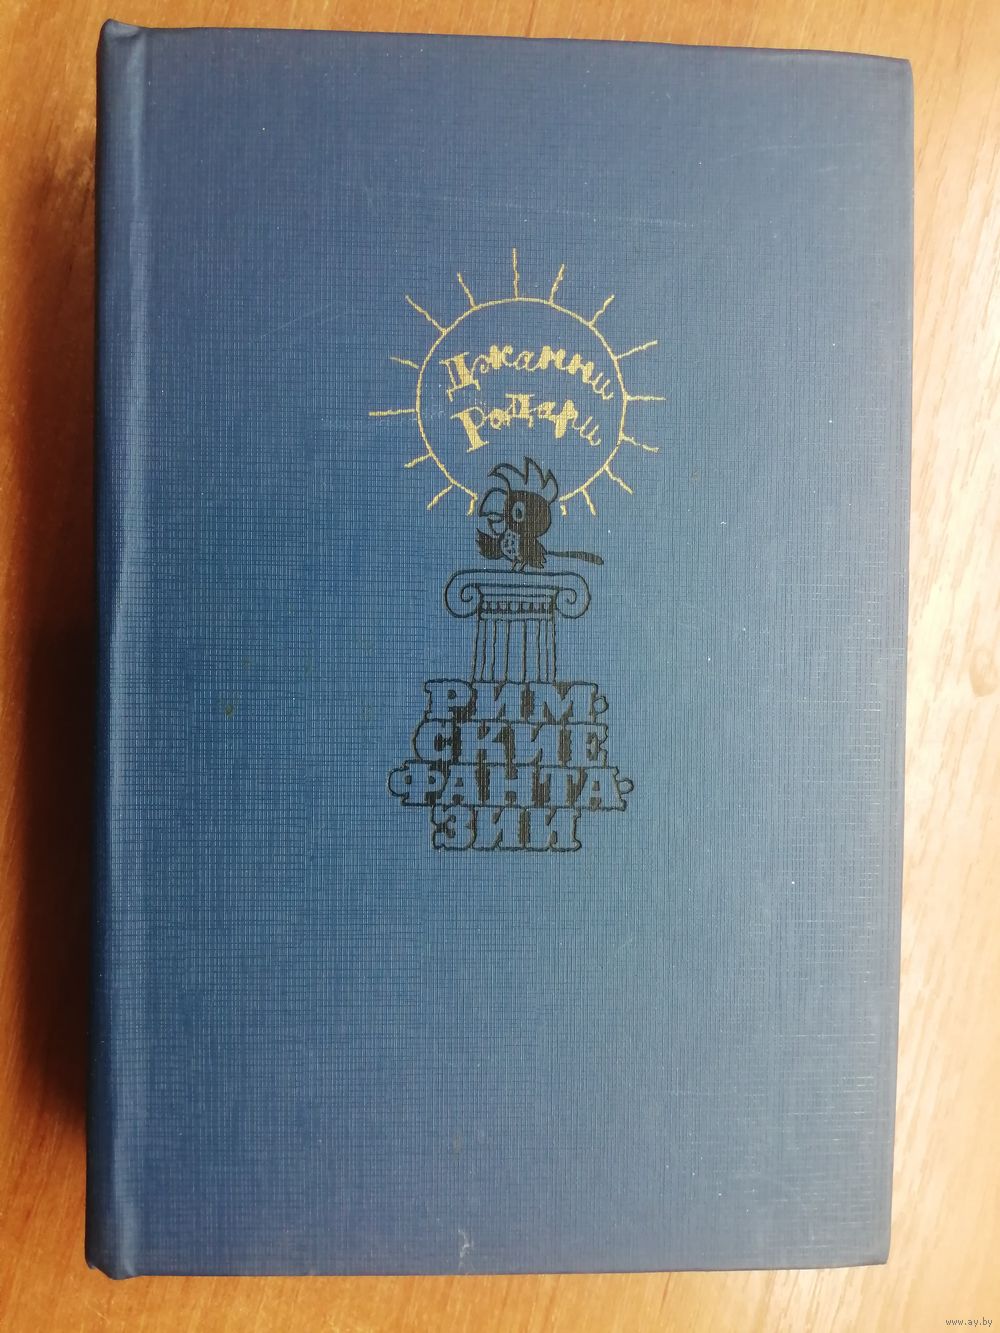 Джанни
Родари
РИМ-
СКИЕ
ФАНТА-
ЗИИ
www.ay.by